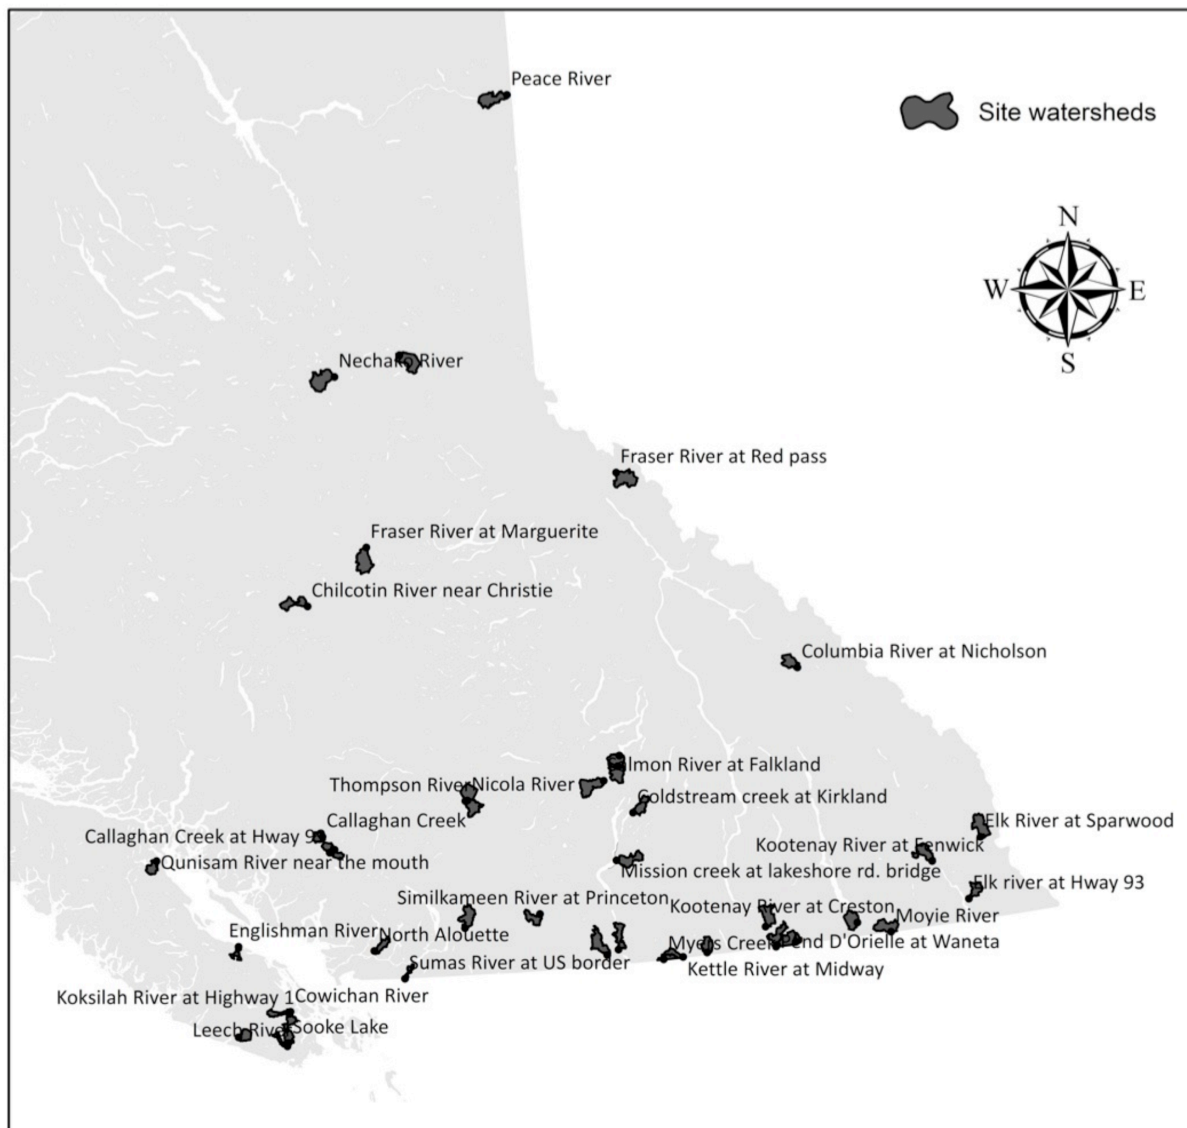 Peace River
Site watersheds
N
W
E
S
Nechako River
Fraser River at Red pass
Fraser River at Marguerite
Chilcotin River near Christie
Columbia River at Nicholson
lmon River at Falkland
Thompson River
Nicola River
Goldstream creek at Kirkland
Callaghan Creek
Elk River at Sparwood
Callaghan Creek at Hway 9
Kootenay River at Fenwick
Qunisam River near the mouth
Mission creek at lakeshore rd. bridge
Elk river at Hway 93
Similkameen River at Princeton
Kootenay River at Creston
Moyie River
Englishman River
North Alouette
Myers Creek
Pend D'Orielle at Waneta
Sumas River at US border
Kettle River at Midway
Koksilah River at Highway 1
Cowichan River
Leech River
Sooke Lake